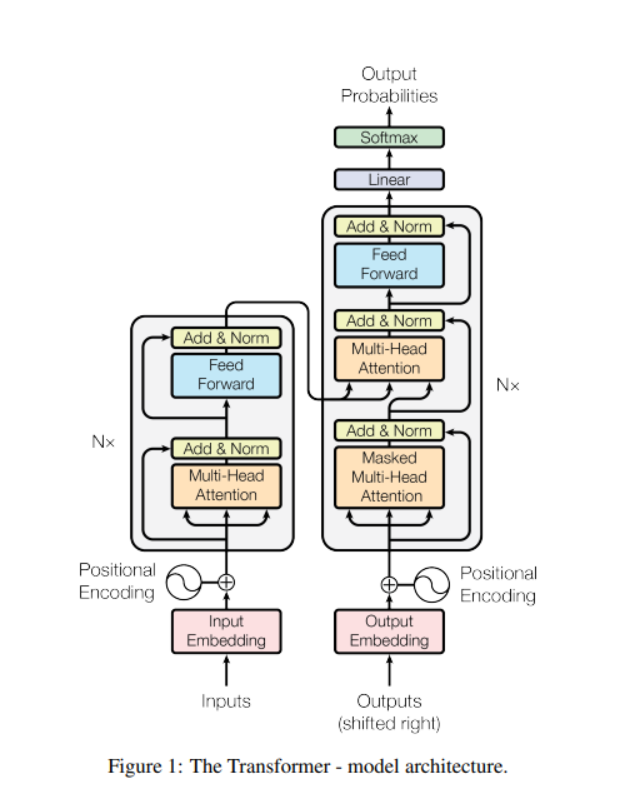 Output
Probabilities
Softmax
Linear
Add & Norm
Feed
Forward
Add & Norm
Multi-Head
Attention
Add & Norm
Masked
Multi-Head
Attention
Nx
Positional
Encoding
Output
Embedding
Outputs
(shifted right)
Add & Norm
Feed
Forward
Add & Norm
Multi-Head
Attention
Nx
Positional
Encoding
Input
Embedding
Inputs
Figure 1: The Transformer - model architecture.